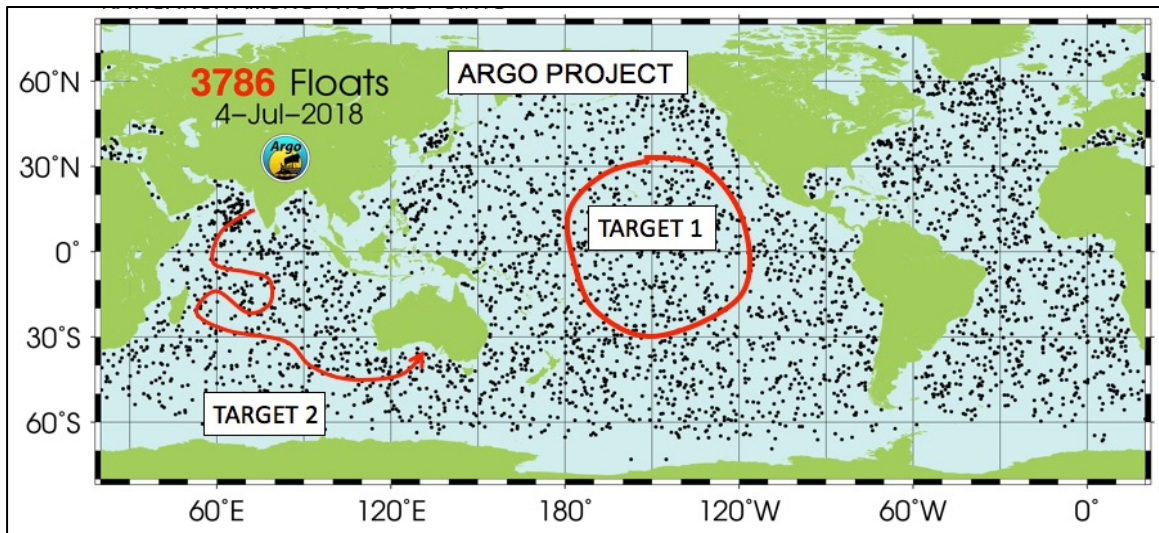 ARGO PROJECT
3786 Floats
4-Jul-2018
Argo
TARGET 1
TARGET 2
60°N
30°N
0°
30°S
60°S
60°E
120°E
180°
120°W
60°W
0°